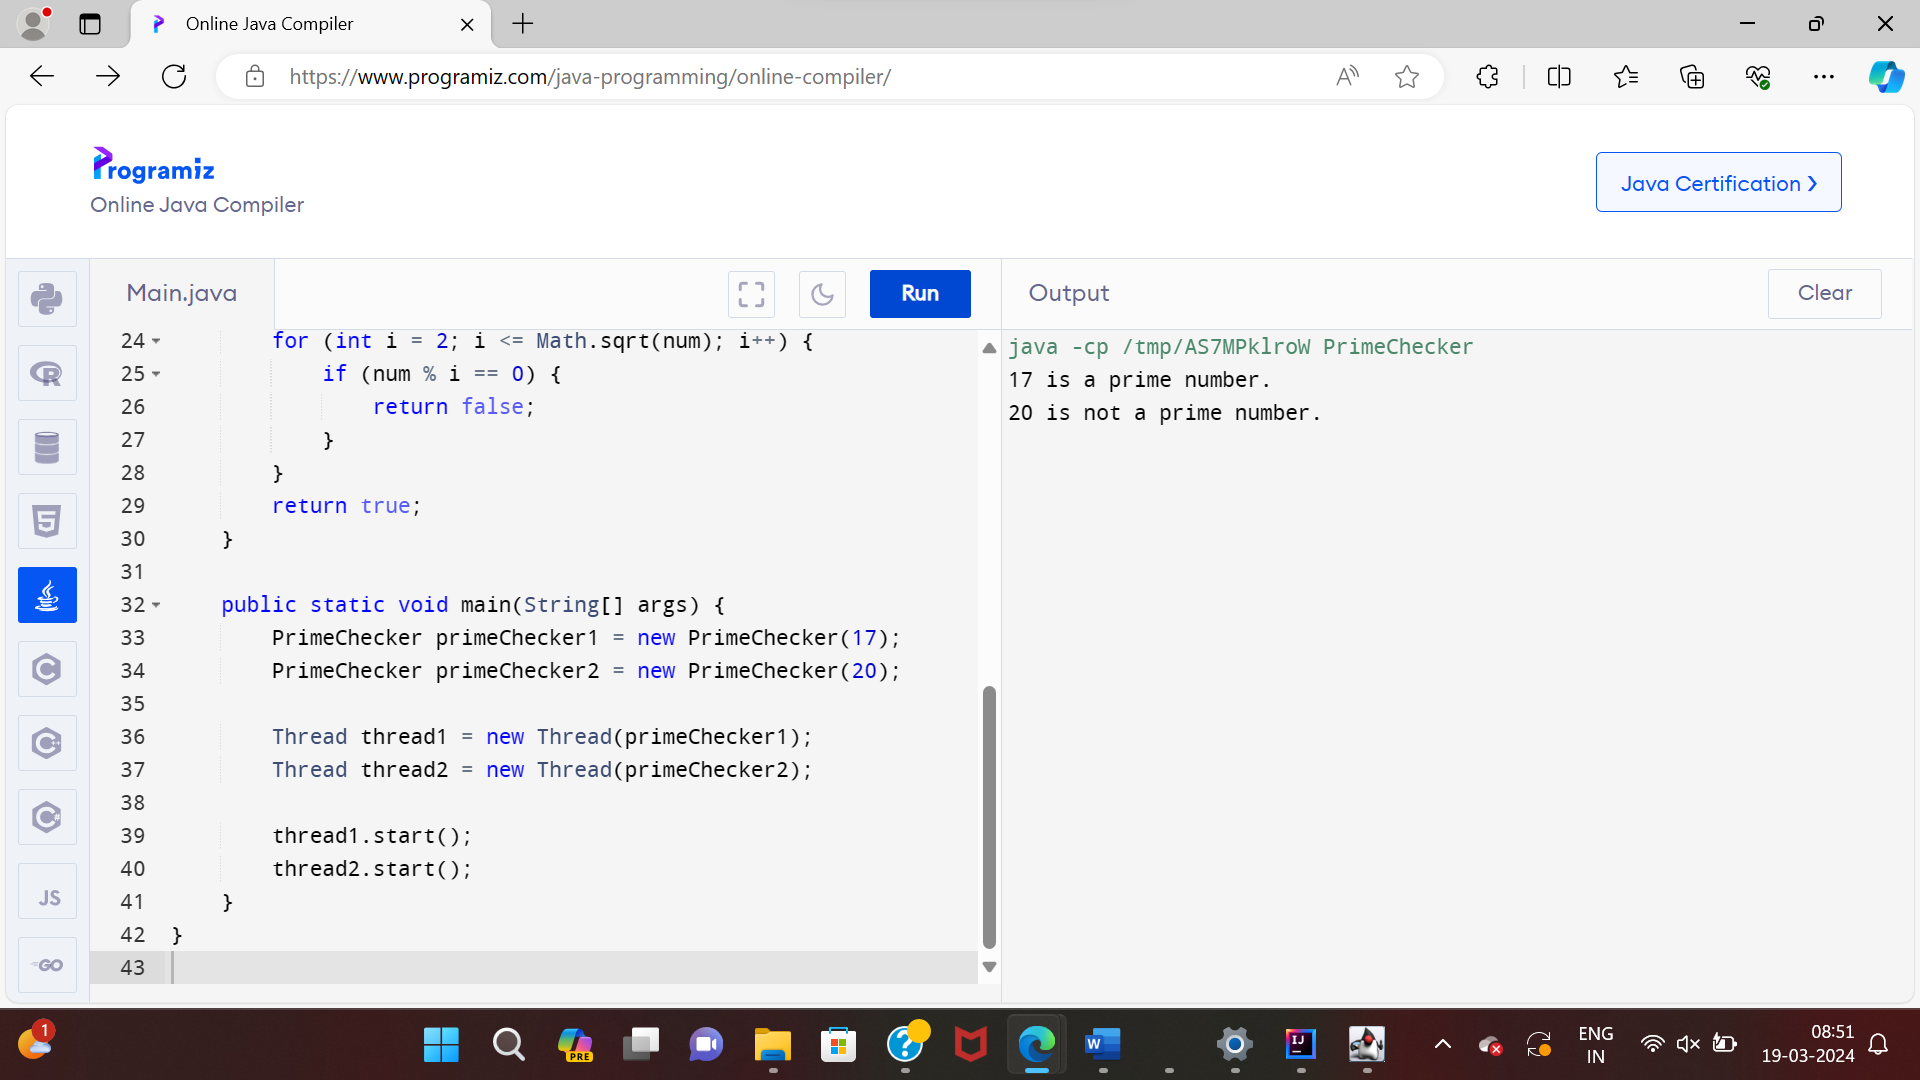 Online Java Compiler
https://www.programiz.com/java-programming/online-compiler/
Programiz
Online Java Compiler
Java Certification ❯
Main.java
Run
Output
Clear
24 for (int i = 2; i <= Math.sqrt(num); i++) {
25 if (num % i == 0) {
26 return false;
27 }
28 }
29 return true;
30 }
31
32 public static void main(String[] args) {
33 PrimeChecker primeChecker1 = new PrimeChecker(17);
34 PrimeChecker primeChecker2 = new PrimeChecker(20);
35
36 Thread thread1 = new Thread(primeChecker1);
37 Thread thread2 = new Thread(primeChecker2);
38
39 thread1.start();
40 thread2.start();
41 }
42 }
43
java -cp /tmp/AS7MPklroW PrimeChecker
17 is a prime number.
20 is not a prime number.
R
5
C
C++
C#
JS
GO
1
PRE
W
IJ
ENG
IN
08:51
19-03-2024